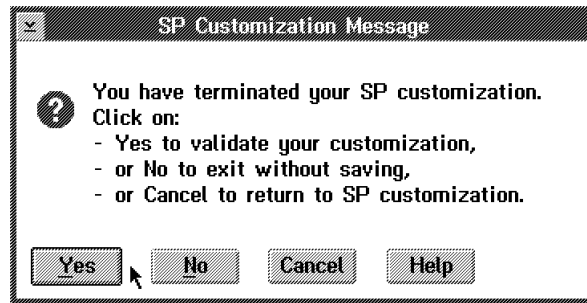 SP Customization Message
You have terminated your SP customization.
Click on:
- Yes to validate your customization,
- or No to exit without saving,
- or Cancel to return to SP customization.
Yes No Cancel Help